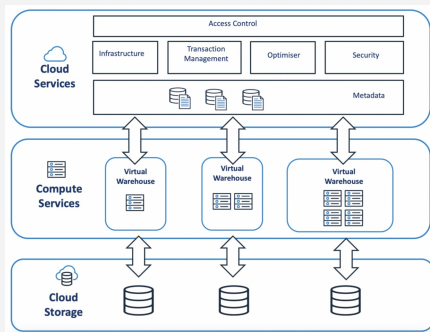 Access Control
Cloud
Services
Infrastructure
Transaction
Management
Optimiser
Security
Metadata
Compute
Services
Virtual
Warehouse
Virtual
Warehouse
Virtual
Warehouse
Cloud
Storage